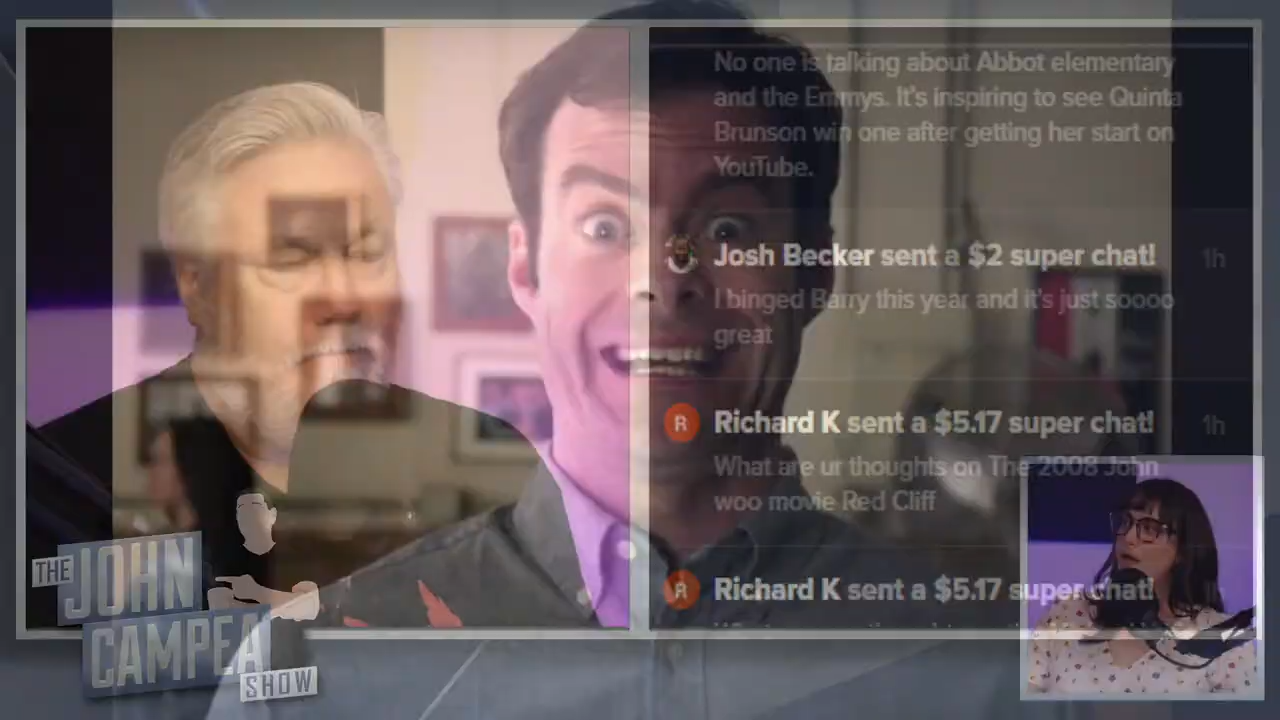 No one is talking about Abbot elementary
and the Emmys. It's inspiring to see Quinta
Brunson win one after getting her start on
YouTube.
Josh Becker sent a $2 super chat!
1h
I binged Barry this year and it's just soooo
great
R
Richard K sent a $5.17 super chat!
1h
What are ur thoughts on The 2008 John
woo movie Red Cliff
R
Richard K sent a $5.17 super chat!
THE
JOHN
CAMPEA
SHOW